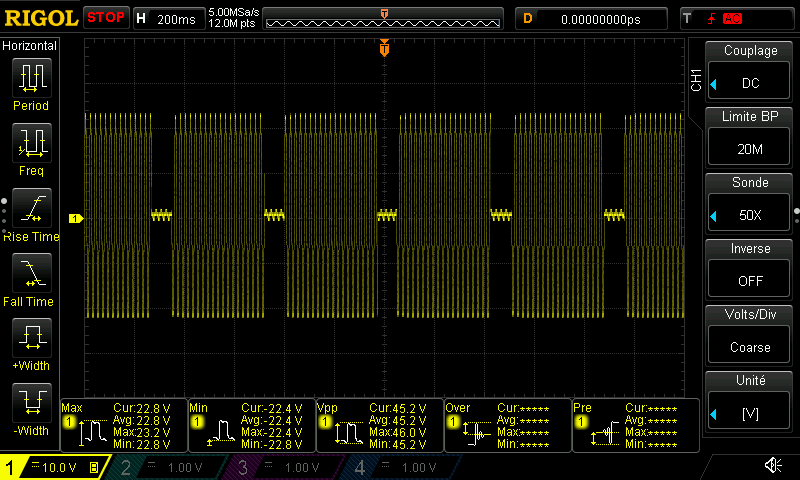 RIGOL STOP H 200ms 5.00MSa/s 12.0M pts T D 0.00000000ps T AC
Horizontal
Period
Freq
Rise Time
Fall Time
+Width
-Width
T
1
CH1
Couplage
DC
Limite BP
20M
Sonde
50X
Inverse
OFF
Volts/Div
Coarse
Unité
[V]
Max
1
Cur:22.8 V
Avg:22.8 V
Max:23.2 V
Min:22.8 V
Min
1
Cur:-22.4 V
Avg:-22.4 V
Max:-22.4 V
Min:-22.8 V
Vpp
1
Cur:45.2 V
Avg:45.2 V
Max:46.0 V
Min:45.2 V
Over
1
Cur:*****
Avg:*****
Max:*****
Min:*****
Pre
1
Cur:*****
Avg:*****
Max:*****
Min:*****
1 10.0 V B 2 1.00 V 3 1.00 V 4 1.00 V